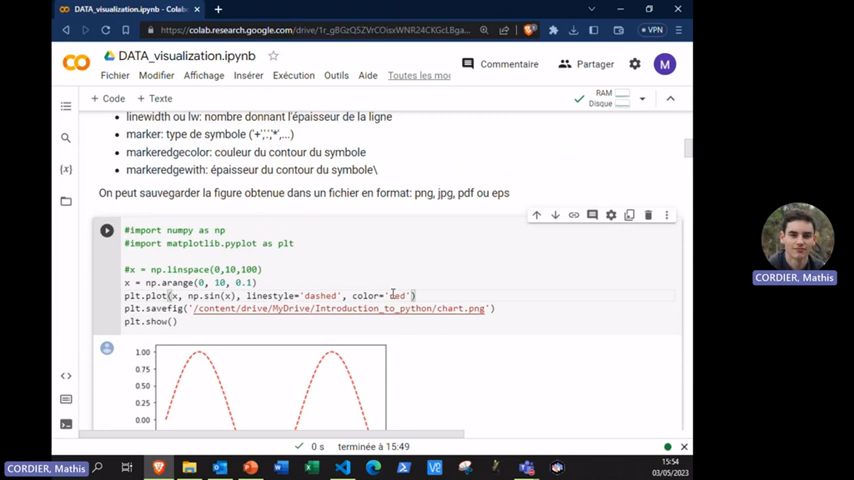 DATA_visualization.ipynb - Colab
https://colab.research.google.com/drive/
VPN
DATA_visualization.ipynb
Commentaire
Partager
M
Fichier Modifier Affichage Insérer Exécution Outils Aide Toutes les mod
+ Code + Texte
RAM
Disque
linewidth ou lw: nombre donnant l'épaisseur de la ligne
marker: type de symbole ('+','.','*',...)
markeredgecolor: couleur du contour du symbole
markeredgewith: épaisseur du contour du symbole\
On peut sauvegarder la figure obtenue dans un fichier en format: png, jpg, pdf ou eps
#import numpy as np
#import matplotlib.pyplot as plt
#x = np.linspace(0,10,100)
x = np.arange(0, 10, 0.1)
plt.plot(x, np.sin(x), linestyle='dashed', color='red')
plt.savefig('/content/drive/MyDrive/Introduction_to_python/chart.png')
plt.show()
1.00
0.75
0.50
0.25
0.00
0 s terminée à 15:49
CORDIER, Mathis
CORDIER, Mathis
15:54
03/05/2023